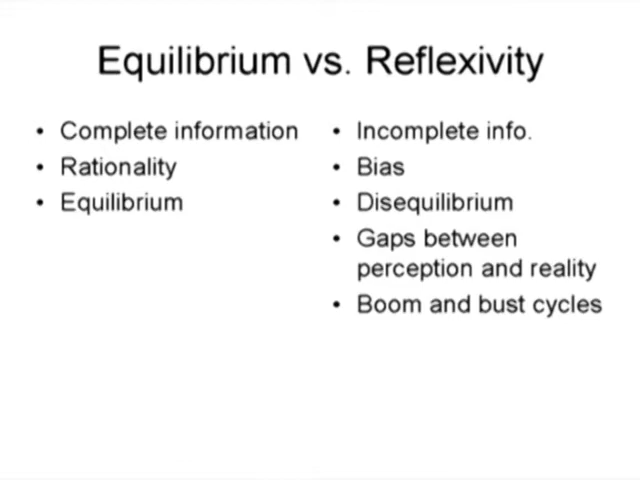 Equilibrium vs. Reflexivity
• Complete information
• Rationality
• Equilibrium
• Incomplete info.
• Bias
• Disequilibrium
• Gaps between
perception and reality
• Boom and bust cycles